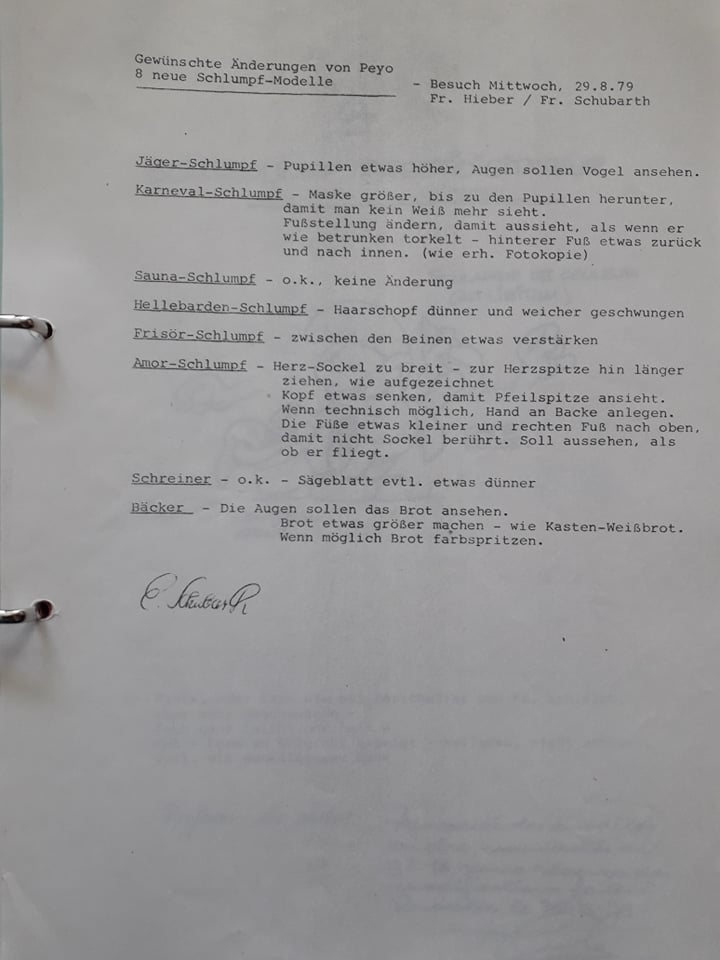 Gewünschte Änderungen von Peyo
8 neue Schlumpf-Modelle - Besuch Mittwoch, 29.8.79
Fr. Hieber / Fr. Schubarth
Jäger-Schlumpf - Pupillen etwas höher, Augen sollen Vogel ansehen.
Karneval-Schlumpf - Maske größer, bis zu den Pupillen herunter,
damit man kein Weiß mehr sieht.
Fußstellung ändern, damit aussieht, als wenn er
wie betrunken torkelt - hinterer Fuß etwas zurück
und nach innen. (wie erh. Fotokopie)
Sauna-Schlumpf - o.k., keine Änderung
Hellebarden-Schlumpf - Haarschopf dünner und weicher geschwungen
Frisör-Schlumpf - zwischen den Beinen etwas verstärken
Amor-Schlumpf - Herz-Sockel zu breit - zur Herzspitze hin länger
ziehen, wie aufgezeichnet
Kopf etwas senken, damit Pfeilspitze ansieht.
Wenn technisch möglich, Hand an Backe anlegen.
Die Füße etwas kleiner und rechten Fuß nach oben,
damit nicht Sockel berührt. Soll aussehen, als
ob er fliegt.
Schreiner - o.k. - Sägeblatt evtl. etwas dünner
Bäcker - Die Augen sollen das Brot ansehen.
Brot etwas größer machen - wie Kasten-Weißbrot.
Wenn möglich Brot farbspritzen.